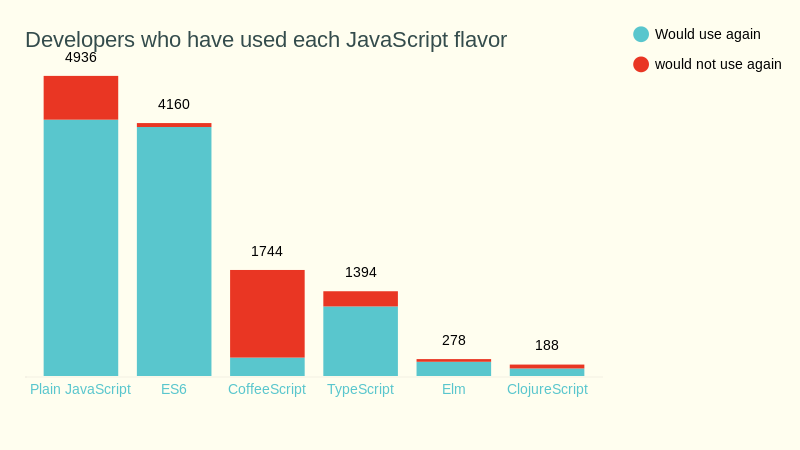 Developers who have used each JavaScript flavor
Would use again
would not use again
4936
4160
1744
1394
278
188
Plain JavaScript
ES6
CoffeeScript
TypeScript
Elm
ClojureScript